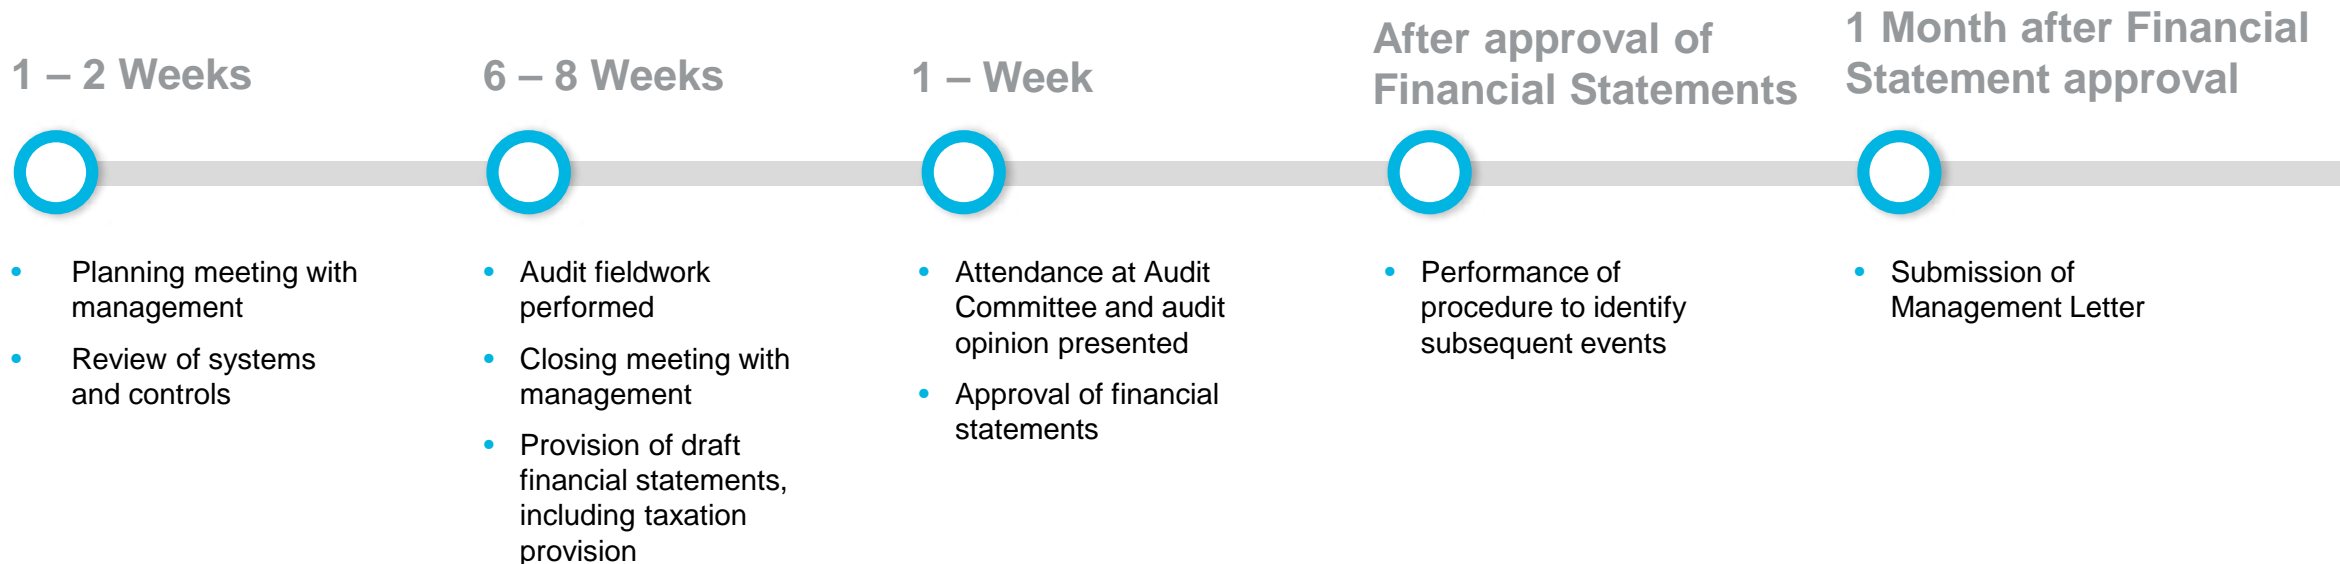 1 – 2 Weeks
• Planning meeting with
management
• Review of systems
and controls
6 – 8 Weeks
• Audit fieldwork
performed
• Closing meeting with
management
• Provision of draft
financial statements,
including taxation
provision
1 – Week
• Attendance at Audit
Committee and audit
opinion presented
• Approval of financial
statements
After approval of
Financial Statements
• Performance of
procedure to identify
subsequent events
1 Month after Financial
Statement approval
• Submission of
Management Letter